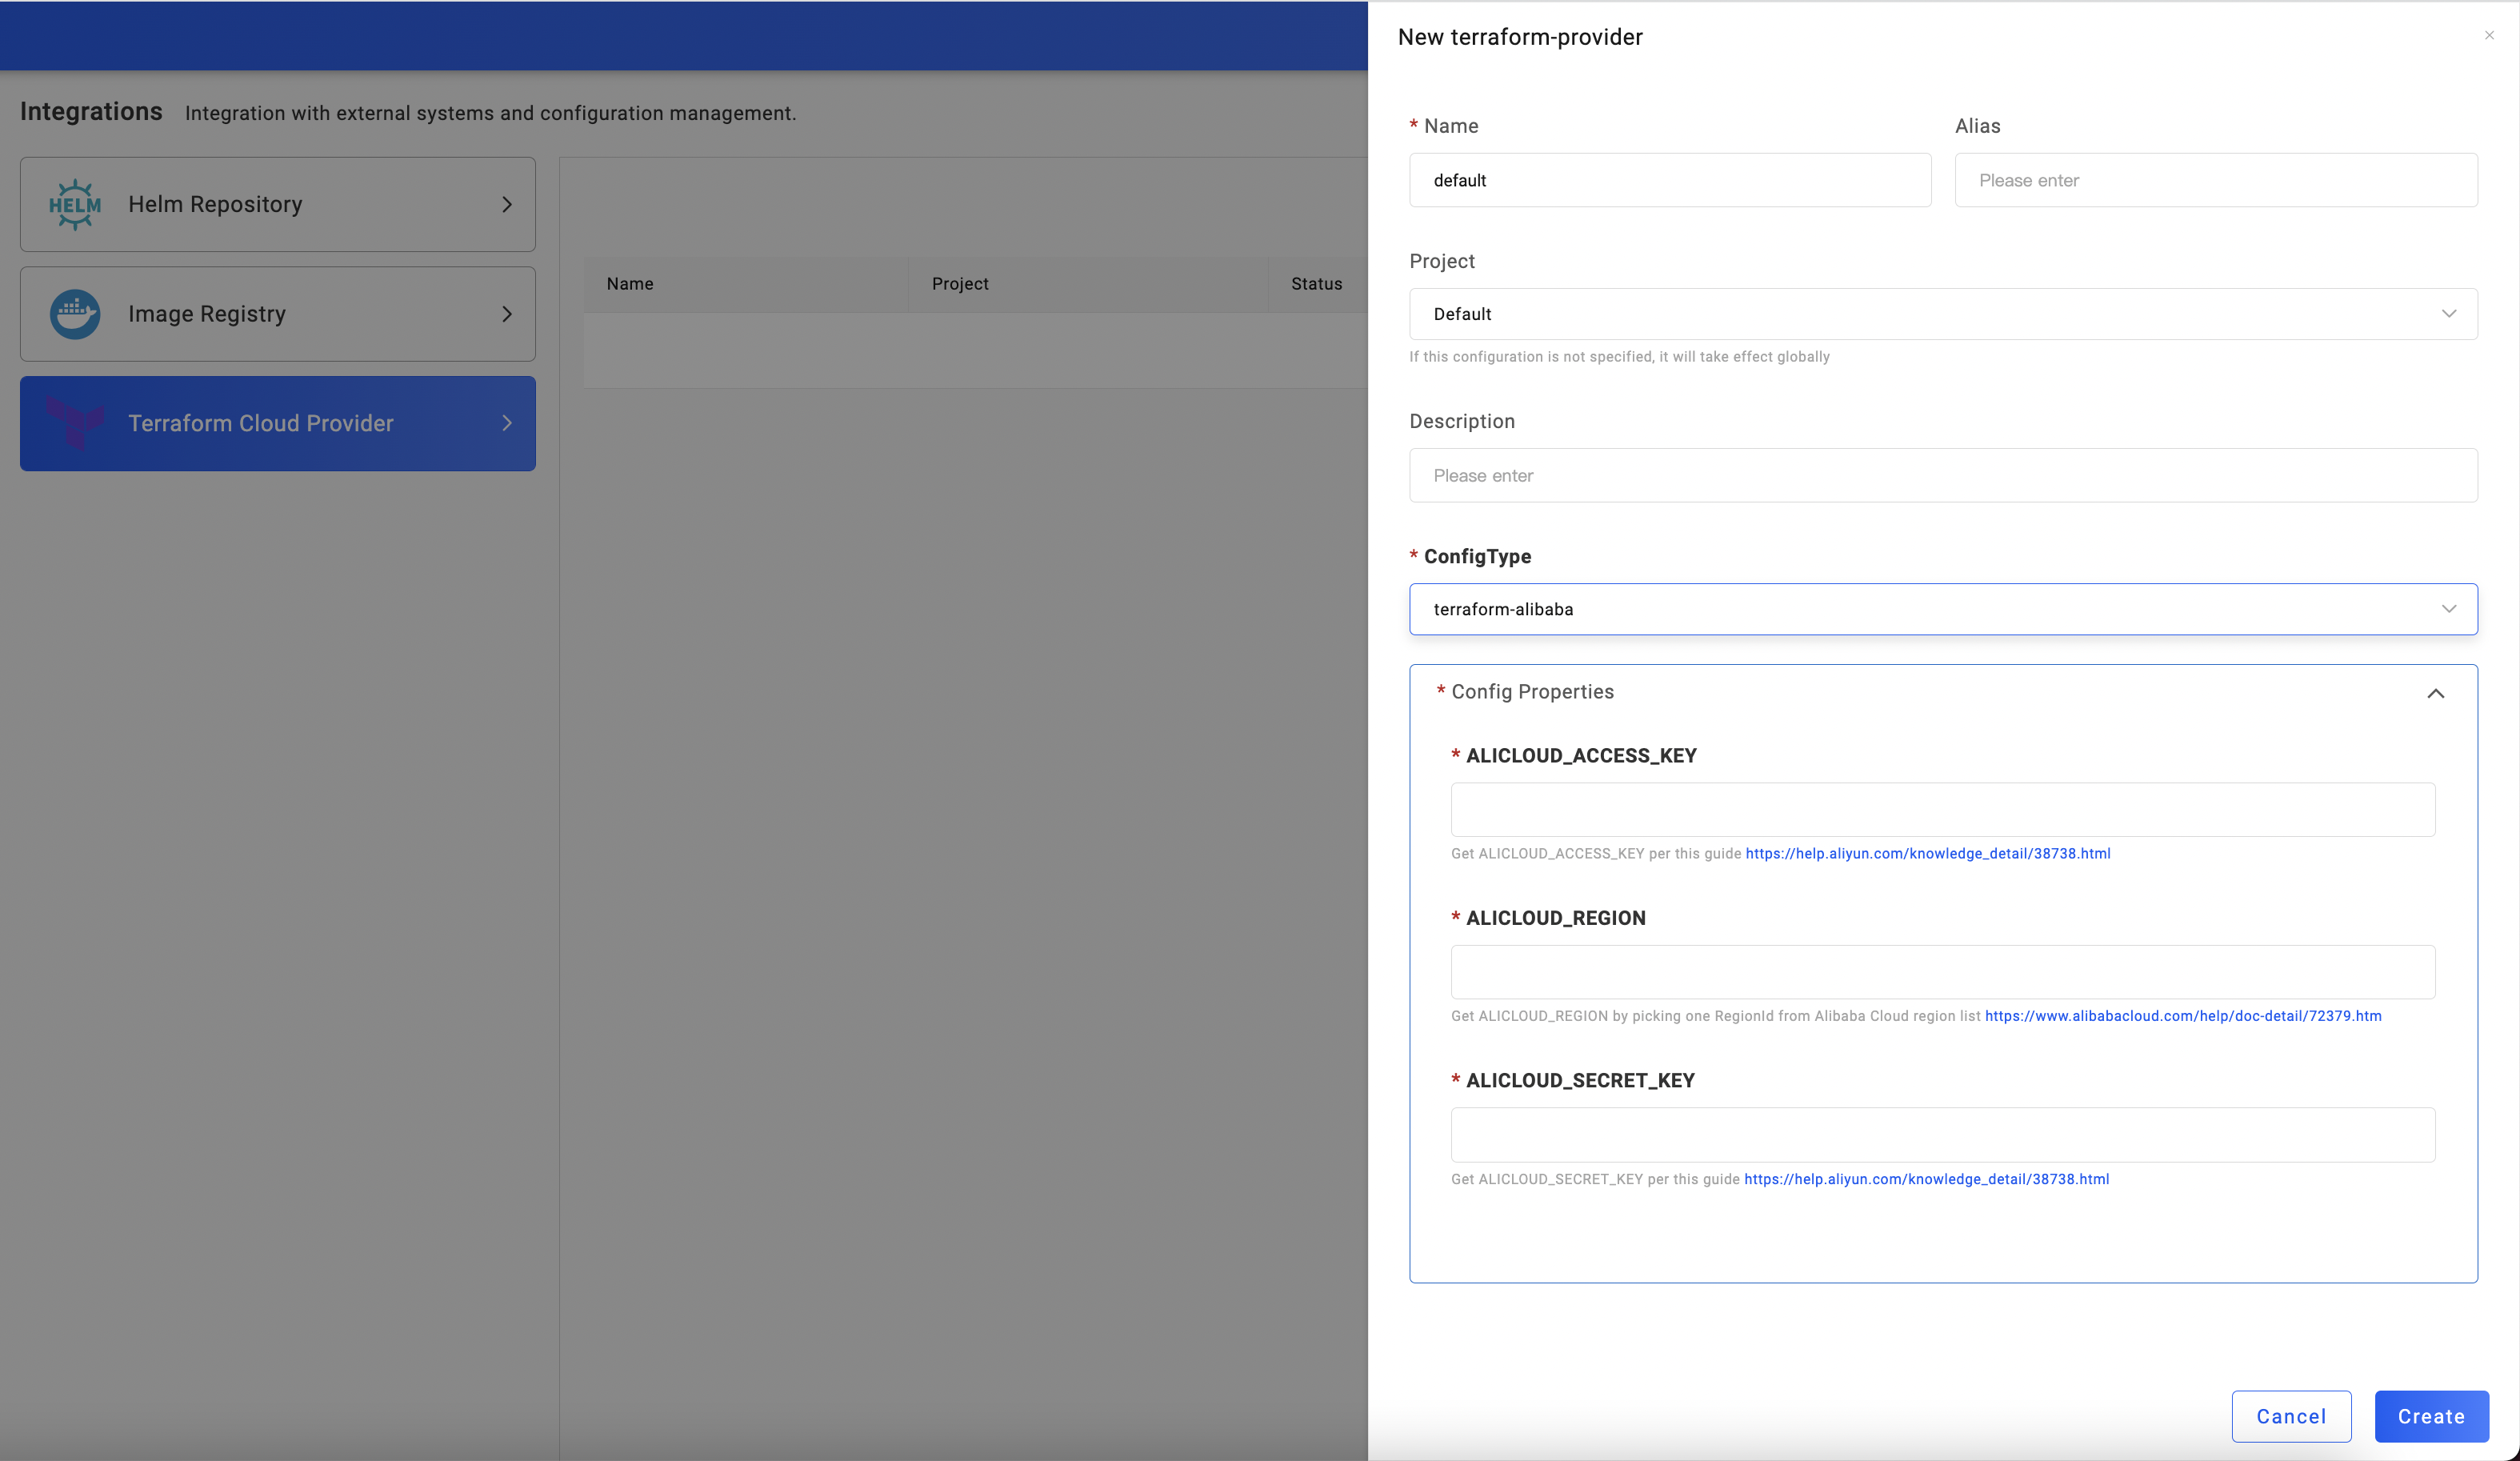 Integrations Integration with external systems and configuration management.
HELM Helm Repository
Image Registry
Terraform Cloud Provider
Name Project Status
New terraform-provider
* Name Alias
default Please enter
Project
Default
If this configuration is not specified, it will take effect globally
Description
Please enter
* ConfigType
terraform-alibaba
* Config Properties
* ALICLOUD_ACCESS_KEY
Get ALICLOUD_ACCESS_KEY per this guide https://help.aliyun.com/knowledge_detail/38738.html
* ALICLOUD_REGION
Get ALICLOUD_REGION by picking one RegionId from Alibaba Cloud region list https://www.alibabacloud.com/help/doc-detail/72379.htm
* ALICLOUD_SECRET_KEY
Get ALICLOUD_SECRET_KEY per this guide https://help.aliyun.com/knowledge_detail/38738.html
Cancel Create